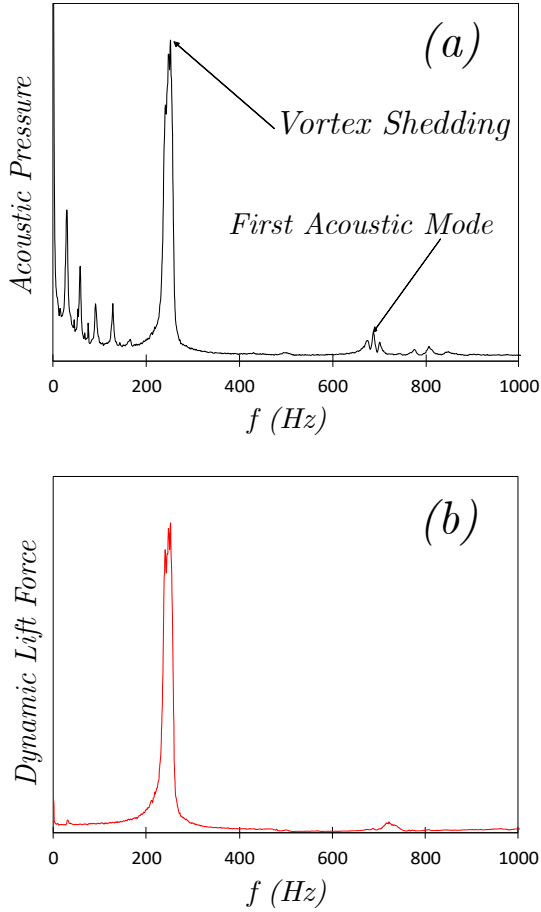 (a)
Acoustic Pressure
Vortex Shedding
First Acoustic Mode
0 200 400 600 800 1000
f (Hz)
(b)
Dynamic Lift Force
0 200 400 600 800 1000
f (Hz)